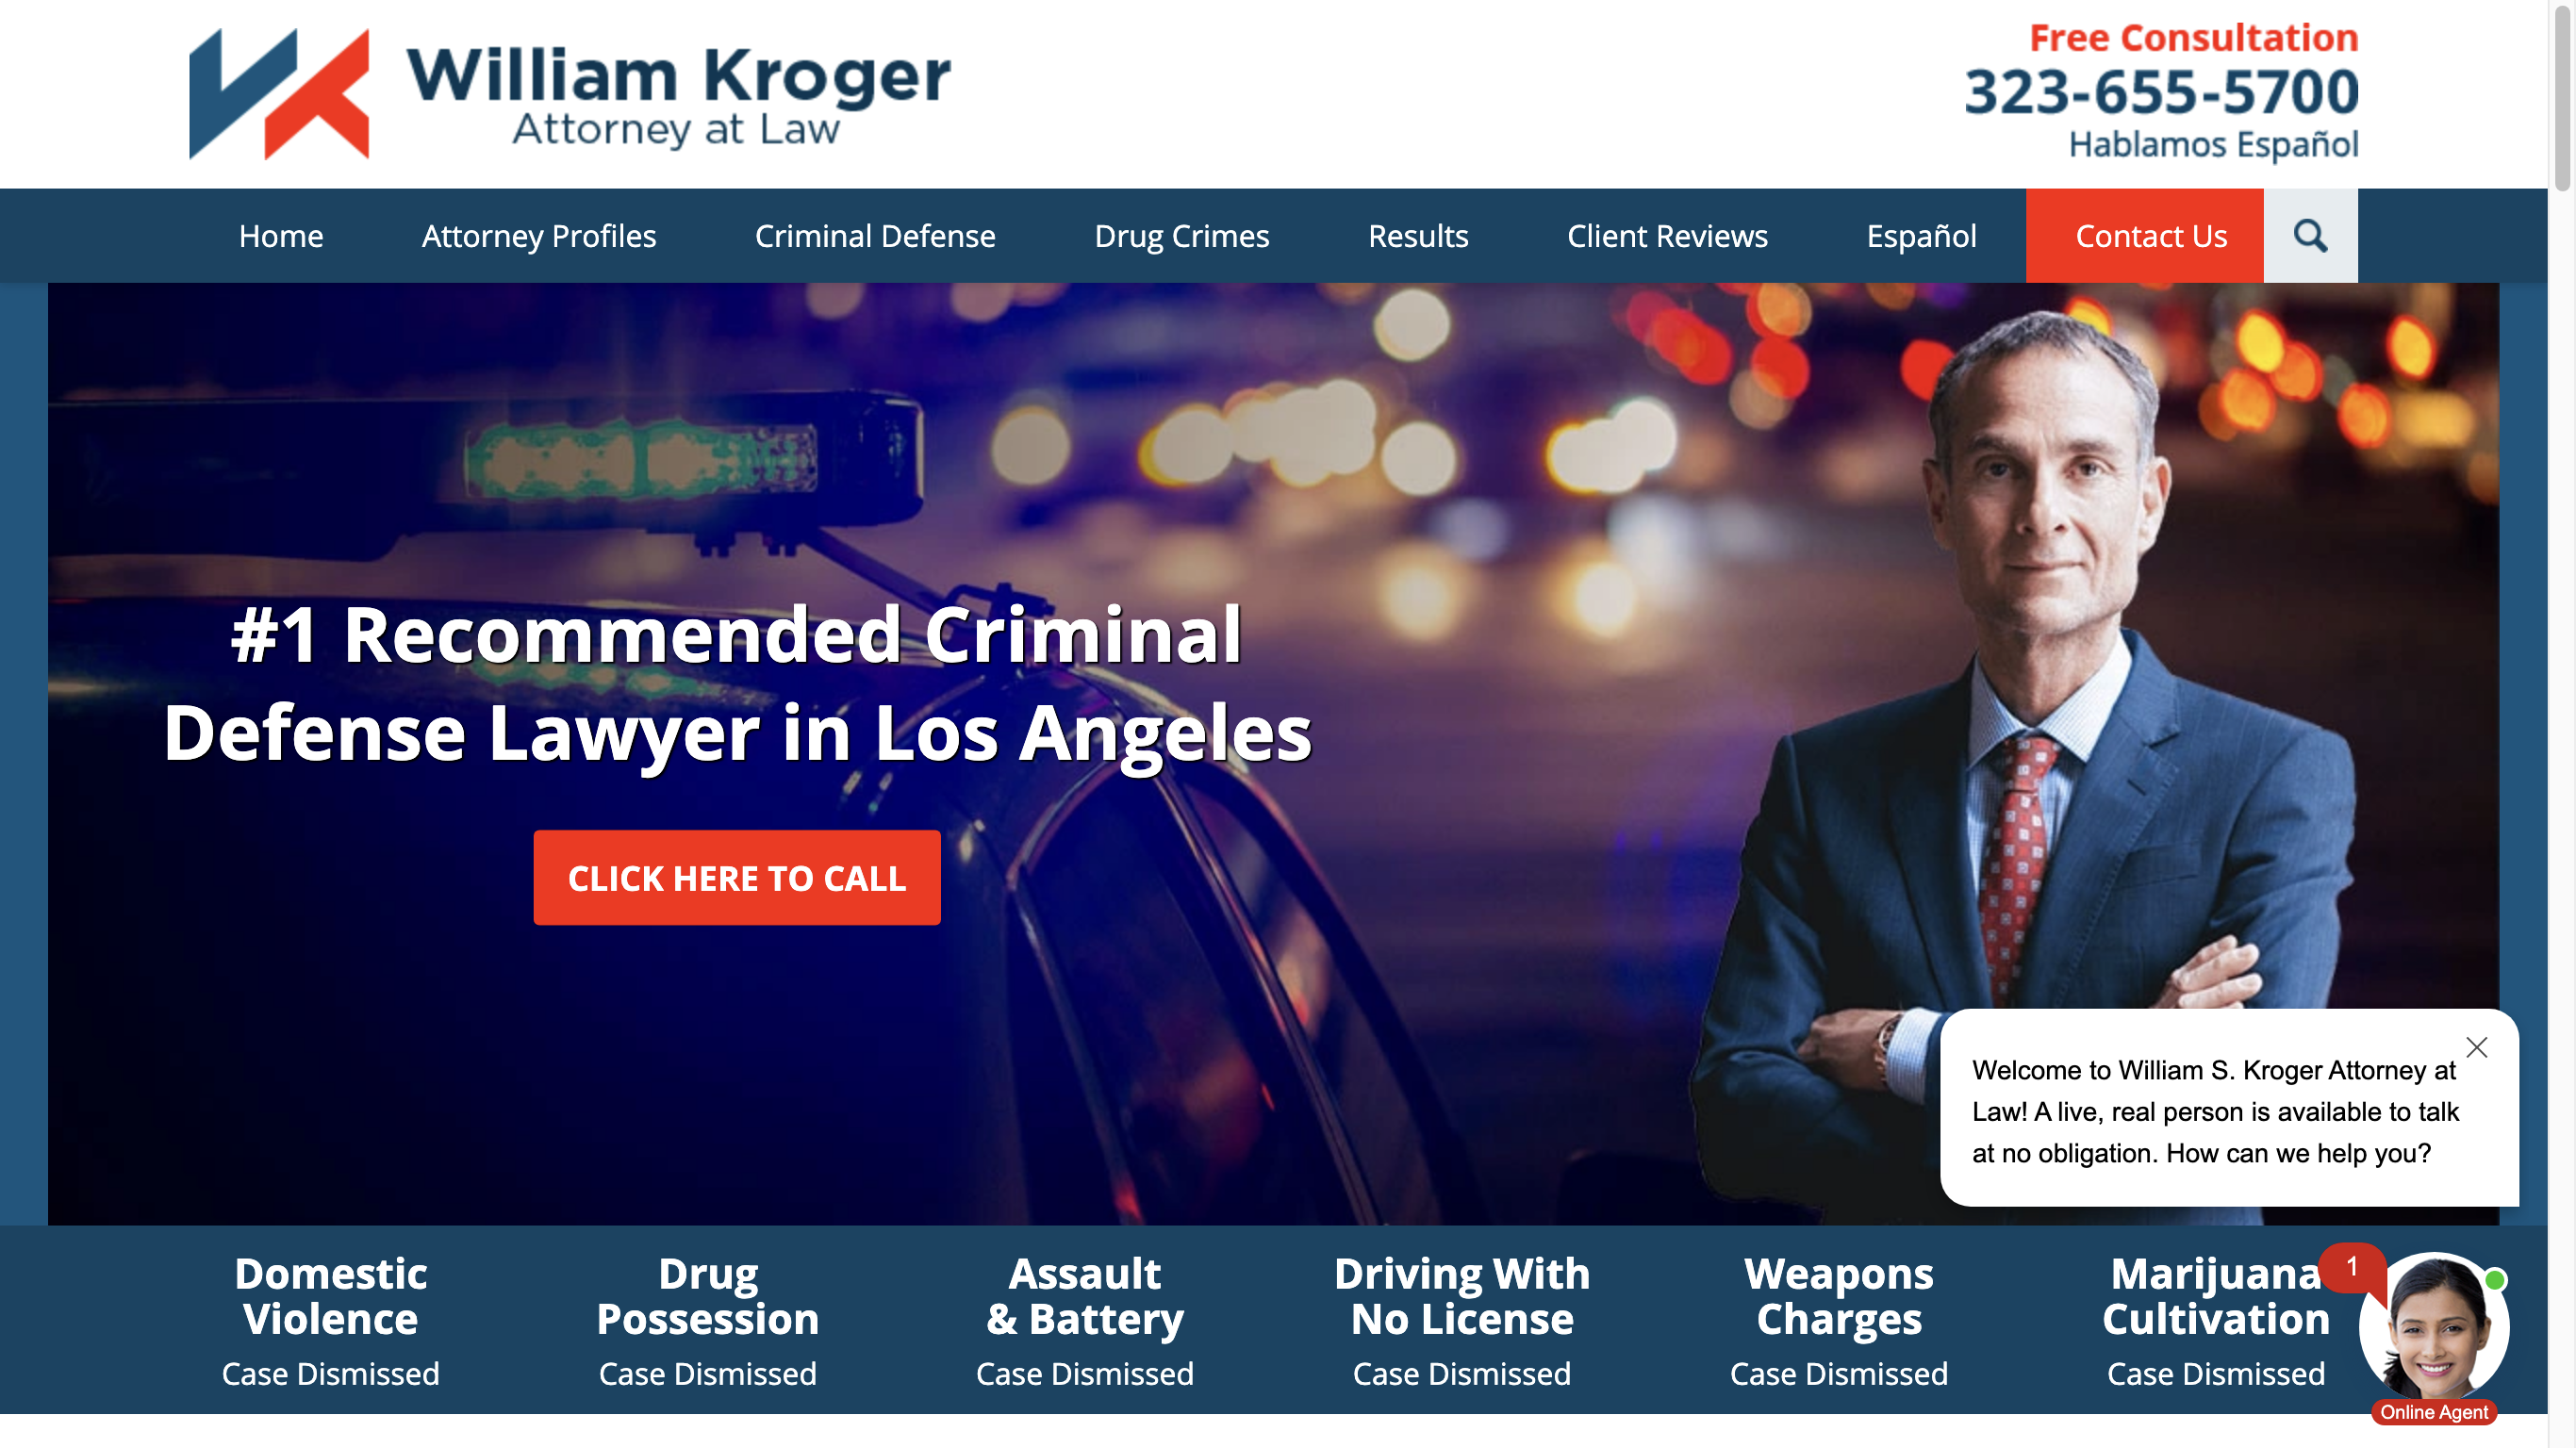 William Kroger
Attorney at Law
Free Consultation
323-655-5700
Hablamos Español
Home
Attorney Profiles
Criminal Defense
Drug Crimes
Results
Client Reviews
Español
Contact Us
#1 Recommended Criminal
Defense Lawyer in Los Angeles
CLICK HERE TO CALL
Welcome to William S. Kroger Attorney at
Law! A live, real person is available to talk
at no obligation. How can we help you?
Domestic
Violence
Case Dismissed
Drug
Possession
Case Dismissed
Assault
& Battery
Case Dismissed
Driving With
No License
Case Dismissed
Weapons
Charges
Case Dismissed
Marijuana
Cultivation
Case Dismissed
1
Online Agent